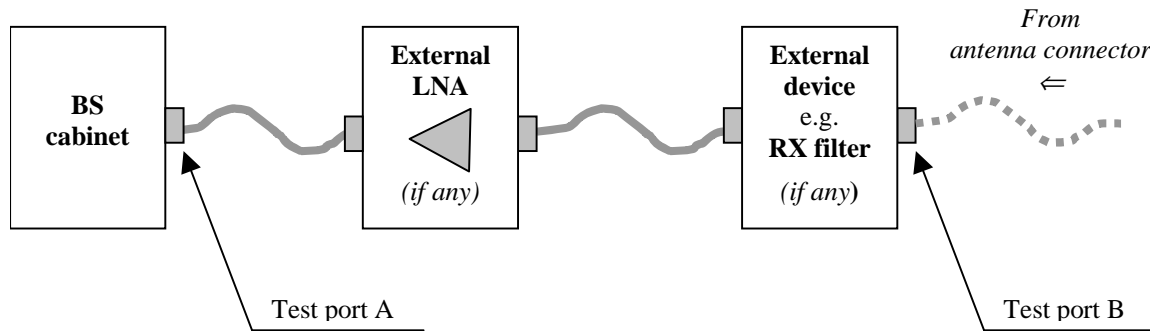 BS
cabinet
External
LNA
(if any)
External
device
e.g.
RX filter
(if any)
From
antenna connector
⇐
Test port A
Test port B